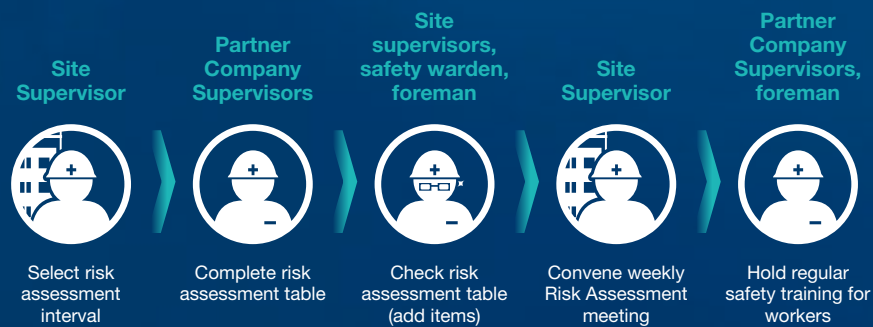 Site
Supervisor
Partner
Company
Supervisors
Site
supervisors,
safety warden,
foreman
Site
Supervisor
Partner
Company
Supervisors,
foreman
Select risk
assessment
interval
Complete risk
assessment table
Check risk
assessment table
(add items)
Convene weekly
Risk Assessment
meeting
Hold regular
safety training for
workers